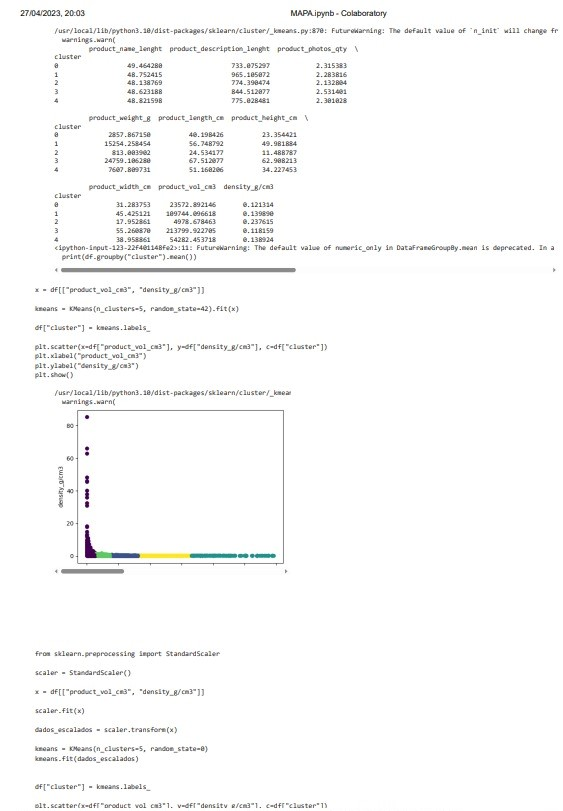 27/04/2023, 20:03 MAPA.ipynb - Colaboratory
/usr/local/lib/python3.10/dist-packages/sklearn/cluster/_kmeans.py:870: FutureWarning: The default value of `n_init` will change fr
warnings.warn(
product_name_lenght product_description_lenght product_photos_qty \
cluster
0 49.464280 733.075297 2.315383
1 48.752415 965.105072 2.283816
2 48.138769 774.390474 2.132804
3 48.623188 844.512077 2.531401
4 48.821598 775.028481 2.301028
product_weight_g product_length_cm product_height_cm \
cluster
0 2857.867150 40.198426 23.354421
1 15254.258454 56.748792 49.981884
2 813.003902 24.534177 11.488787
3 24759.106280 67.512077 62.908213
4 7607.809731 51.160206 34.227453
product_width_cm product_vol_cm3 density_g/cm3
cluster
0 31.283753 23572.892146 0.121314
1 45.425121 109744.096618 0.139890
2 17.952861 4978.678463 0.237615
3 55.260870 213799.922705 0.118159
4 38.958861 54282.453718 0.138924
<ipython-input-123-22f401148fe2>:11: FutureWarning: The default value of numeric_only in DataFrameGroupBy.mean is deprecated. In a
print(df.groupby("cluster").mean())
x = df[["product_vol_cm3", "density_g/cm3"]]
kmeans = KMeans(n_clusters=5, random_state=42).fit(x)
df["cluster"] = kmeans.labels_
plt.scatter(x=df["product_vol_cm3"], y=df["density_g/cm3"], c=df["cluster"])
plt.xlabel("product_vol_cm3")
plt.ylabel("density_g/cm3")
plt.show()
/usr/local/lib/python3.10/dist-packages/sklearn/cluster/_kmean
warnings.warn(
80
60
40
20
0
density_g/cm3
from sklearn.preprocessing import StandardScaler
scaler = StandardScaler()
x = df[["product_vol_cm3", "density_g/cm3"]]
scaler.fit(x)
dados_escalados = scaler.transform(x)
kmeans = KMeans(n_clusters=5, random_state=0)
kmeans.fit(dados_escalados)
df["cluster"] = kmeans.labels_
plt.scatter(x=df["product_vol_cm3"], y=df["density_g/cm3"], c=df["cluster"])